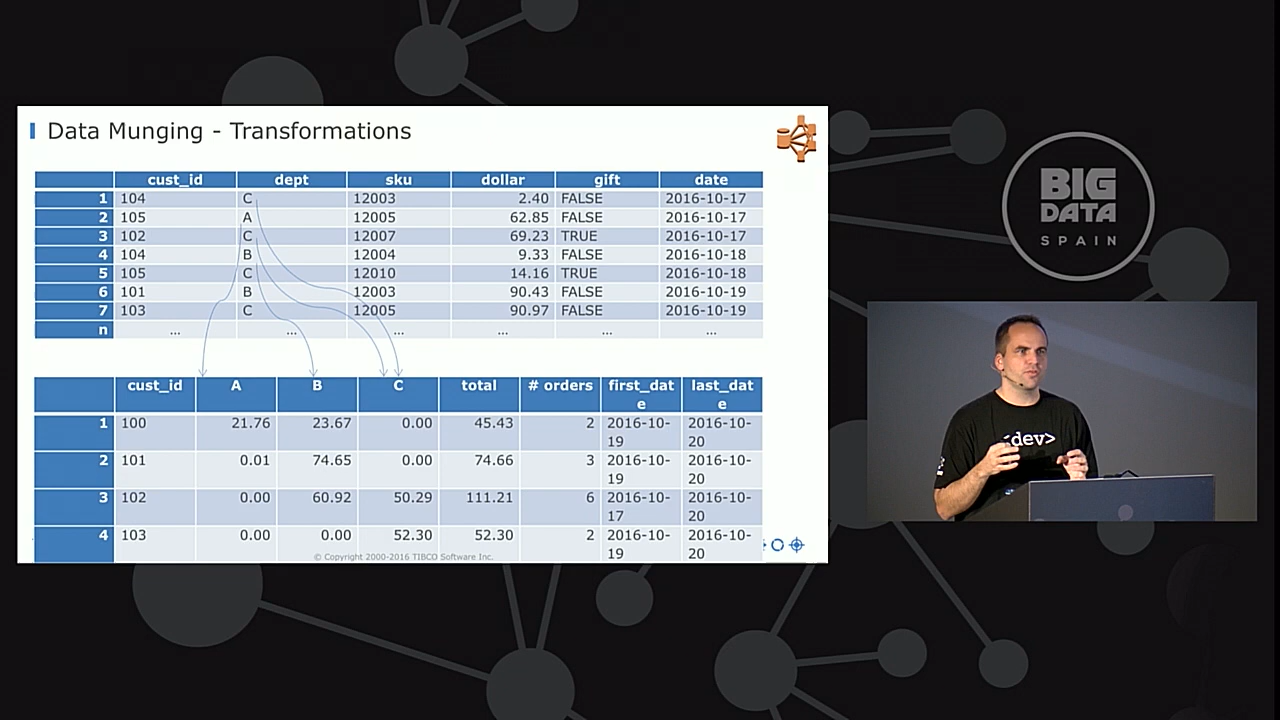 Data Munging - Transformations
cust_id dept sku dollar gift date
1 104 C 12003 2.40 FALSE 2016-10-17
2 105 A 12005 62.85 FALSE 2016-10-17
3 102 C 12007 69.23 TRUE 2016-10-17
4 104 B 12004 9.33 FALSE 2016-10-18
5 105 C 12010 14.16 TRUE 2016-10-18
6 101 B 12003 90.43 FALSE 2016-10-19
7 103 C 12005 90.97 FALSE 2016-10-19
n ... ... ... ... ... ...
cust_id A B C total # orders first_dat last_dat
e e
1 100 21.76 23.67 0.00 45.43 2 2016-10- 2016-10-
19 20
2 101 0.01 74.65 0.00 74.66 3 2016-10- 2016-10-
19 20
3 102 0.00 60.92 50.29 111.21 6 2016-10- 2016-10-
17 20
4 103 0.00 0.00 52.30 52.30 2 2016-10- 2016-10-
19 20
© Copyright 2000-2016 TIBCO Software Inc.
BIG
DATA
SPAIN
<dev>